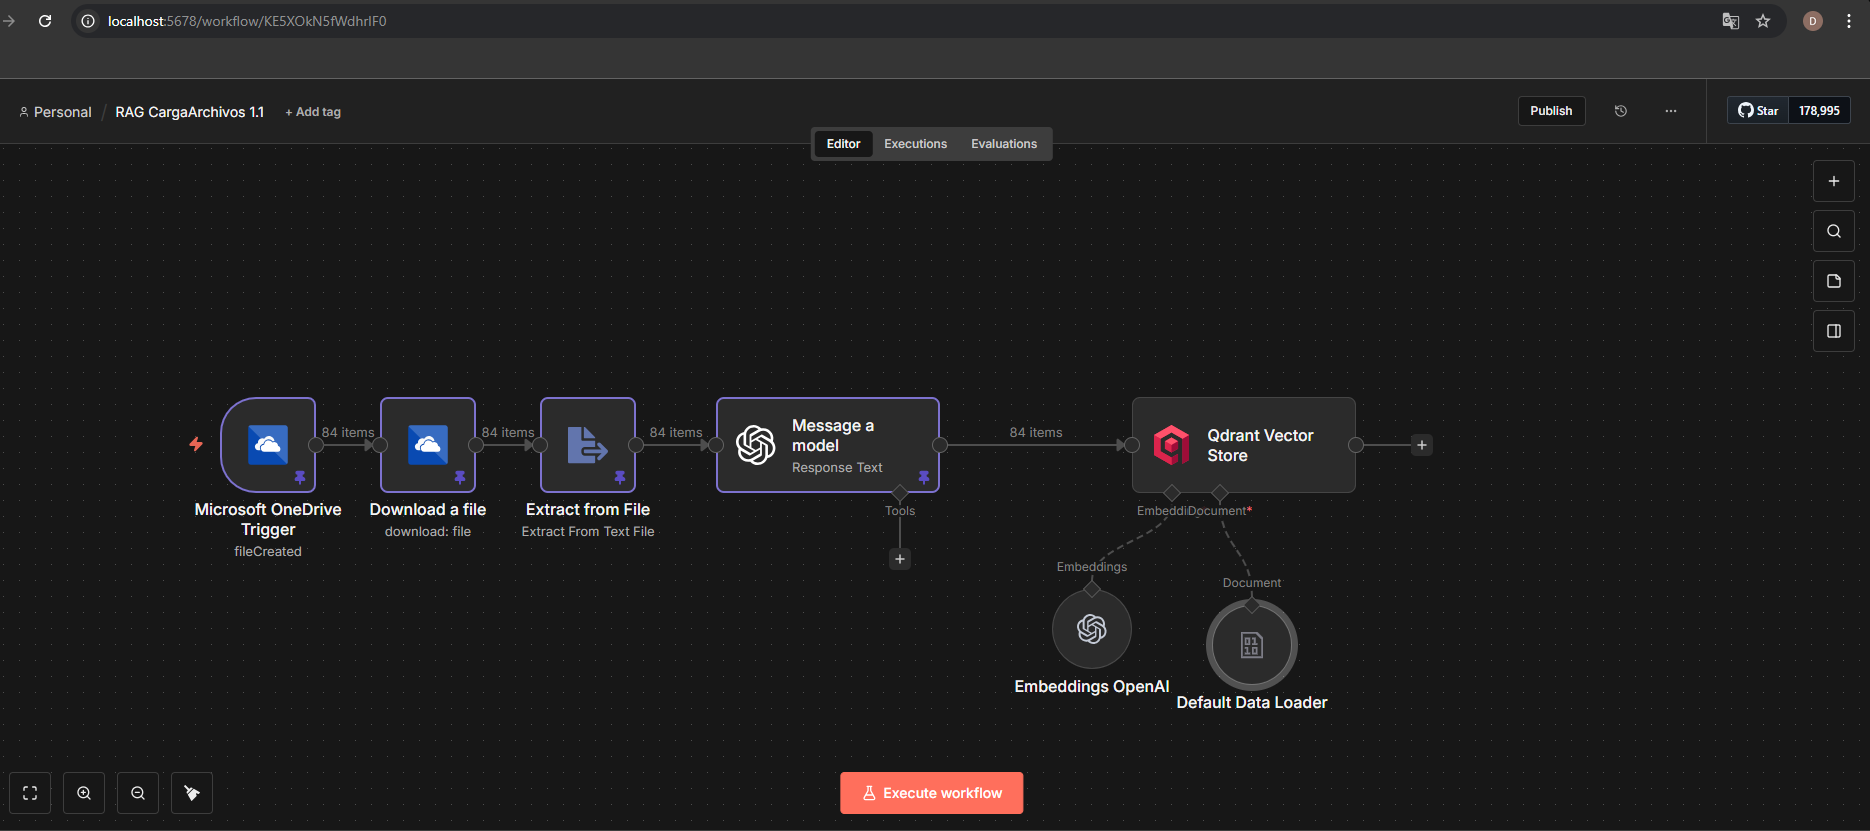 localhost:5678/workflow/KE5XOkN5fWdhrIF0
D
Personal / RAG CargaArchivos 1.1 + Add tag
Publish
Star 178,995
Editor Executions Evaluations
84 items
84 items
84 items
84 items
Message a
model
Response Text
Qdrant Vector
Store
Microsoft OneDrive
Trigger
fileCreated
Download a file
download: file
Extract from File
Extract From Text File
Tools
Embeddi
Document*
Embeddings
Document
0110
Embeddings OpenAI
Default Data Loader
Execute workflow